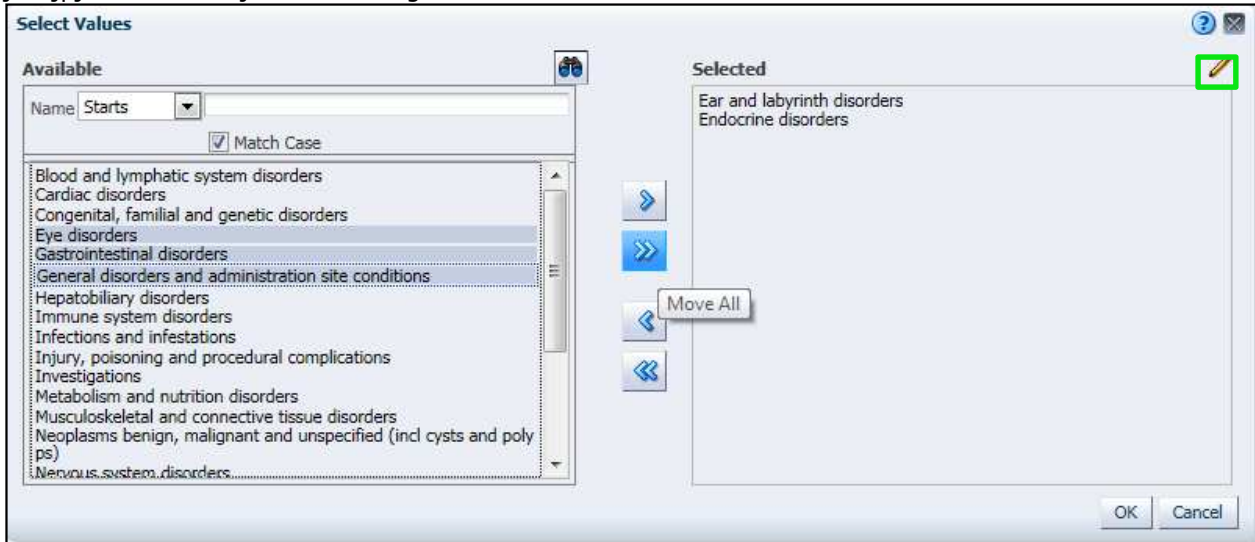 Select Values
Available
Selected
Name Starts
Match Case
Blood and lymphatic system disorders
Cardiac disorders
Congenital, familial and genetic disorders
Eye disorders
Gastrointestinal disorders
General disorders and administration site conditions
Hepatobiliary disorders
Immune system disorders
Infections and infestations
Injury, poisoning and procedural complications
Investigations
Metabolism and nutrition disorders
Musculoskeletal and connective tissue disorders
Neoplasms benign, malignant and unspecified (incl cysts and poly
ps)
Nervous system disorders
Move All
Ear and labyrinth disorders
Endocrine disorders
OK Cancel